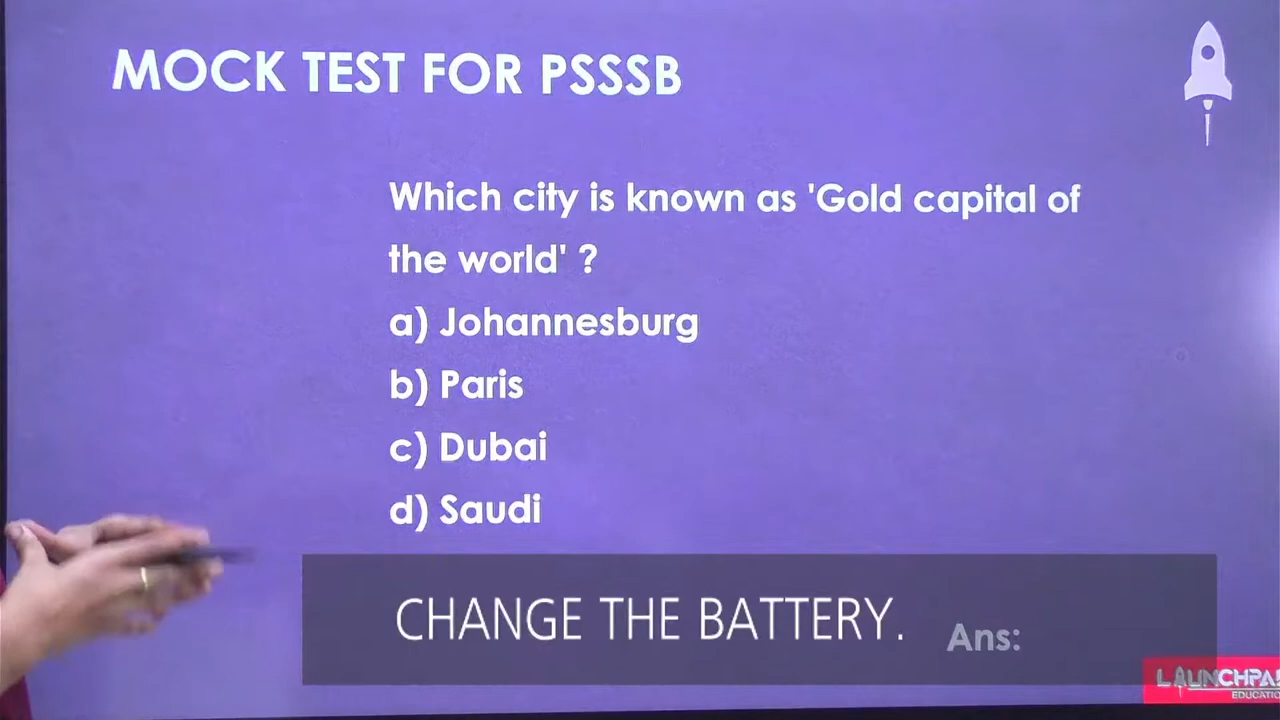 MOCK TEST FOR PSSSB
Which city is known as 'Gold capital of
the world' ?
a) Johannesburg
b) Paris
c) Dubai
d) Saudi
CHANGE THE BATTERY.
Ans:
EDUCATIO